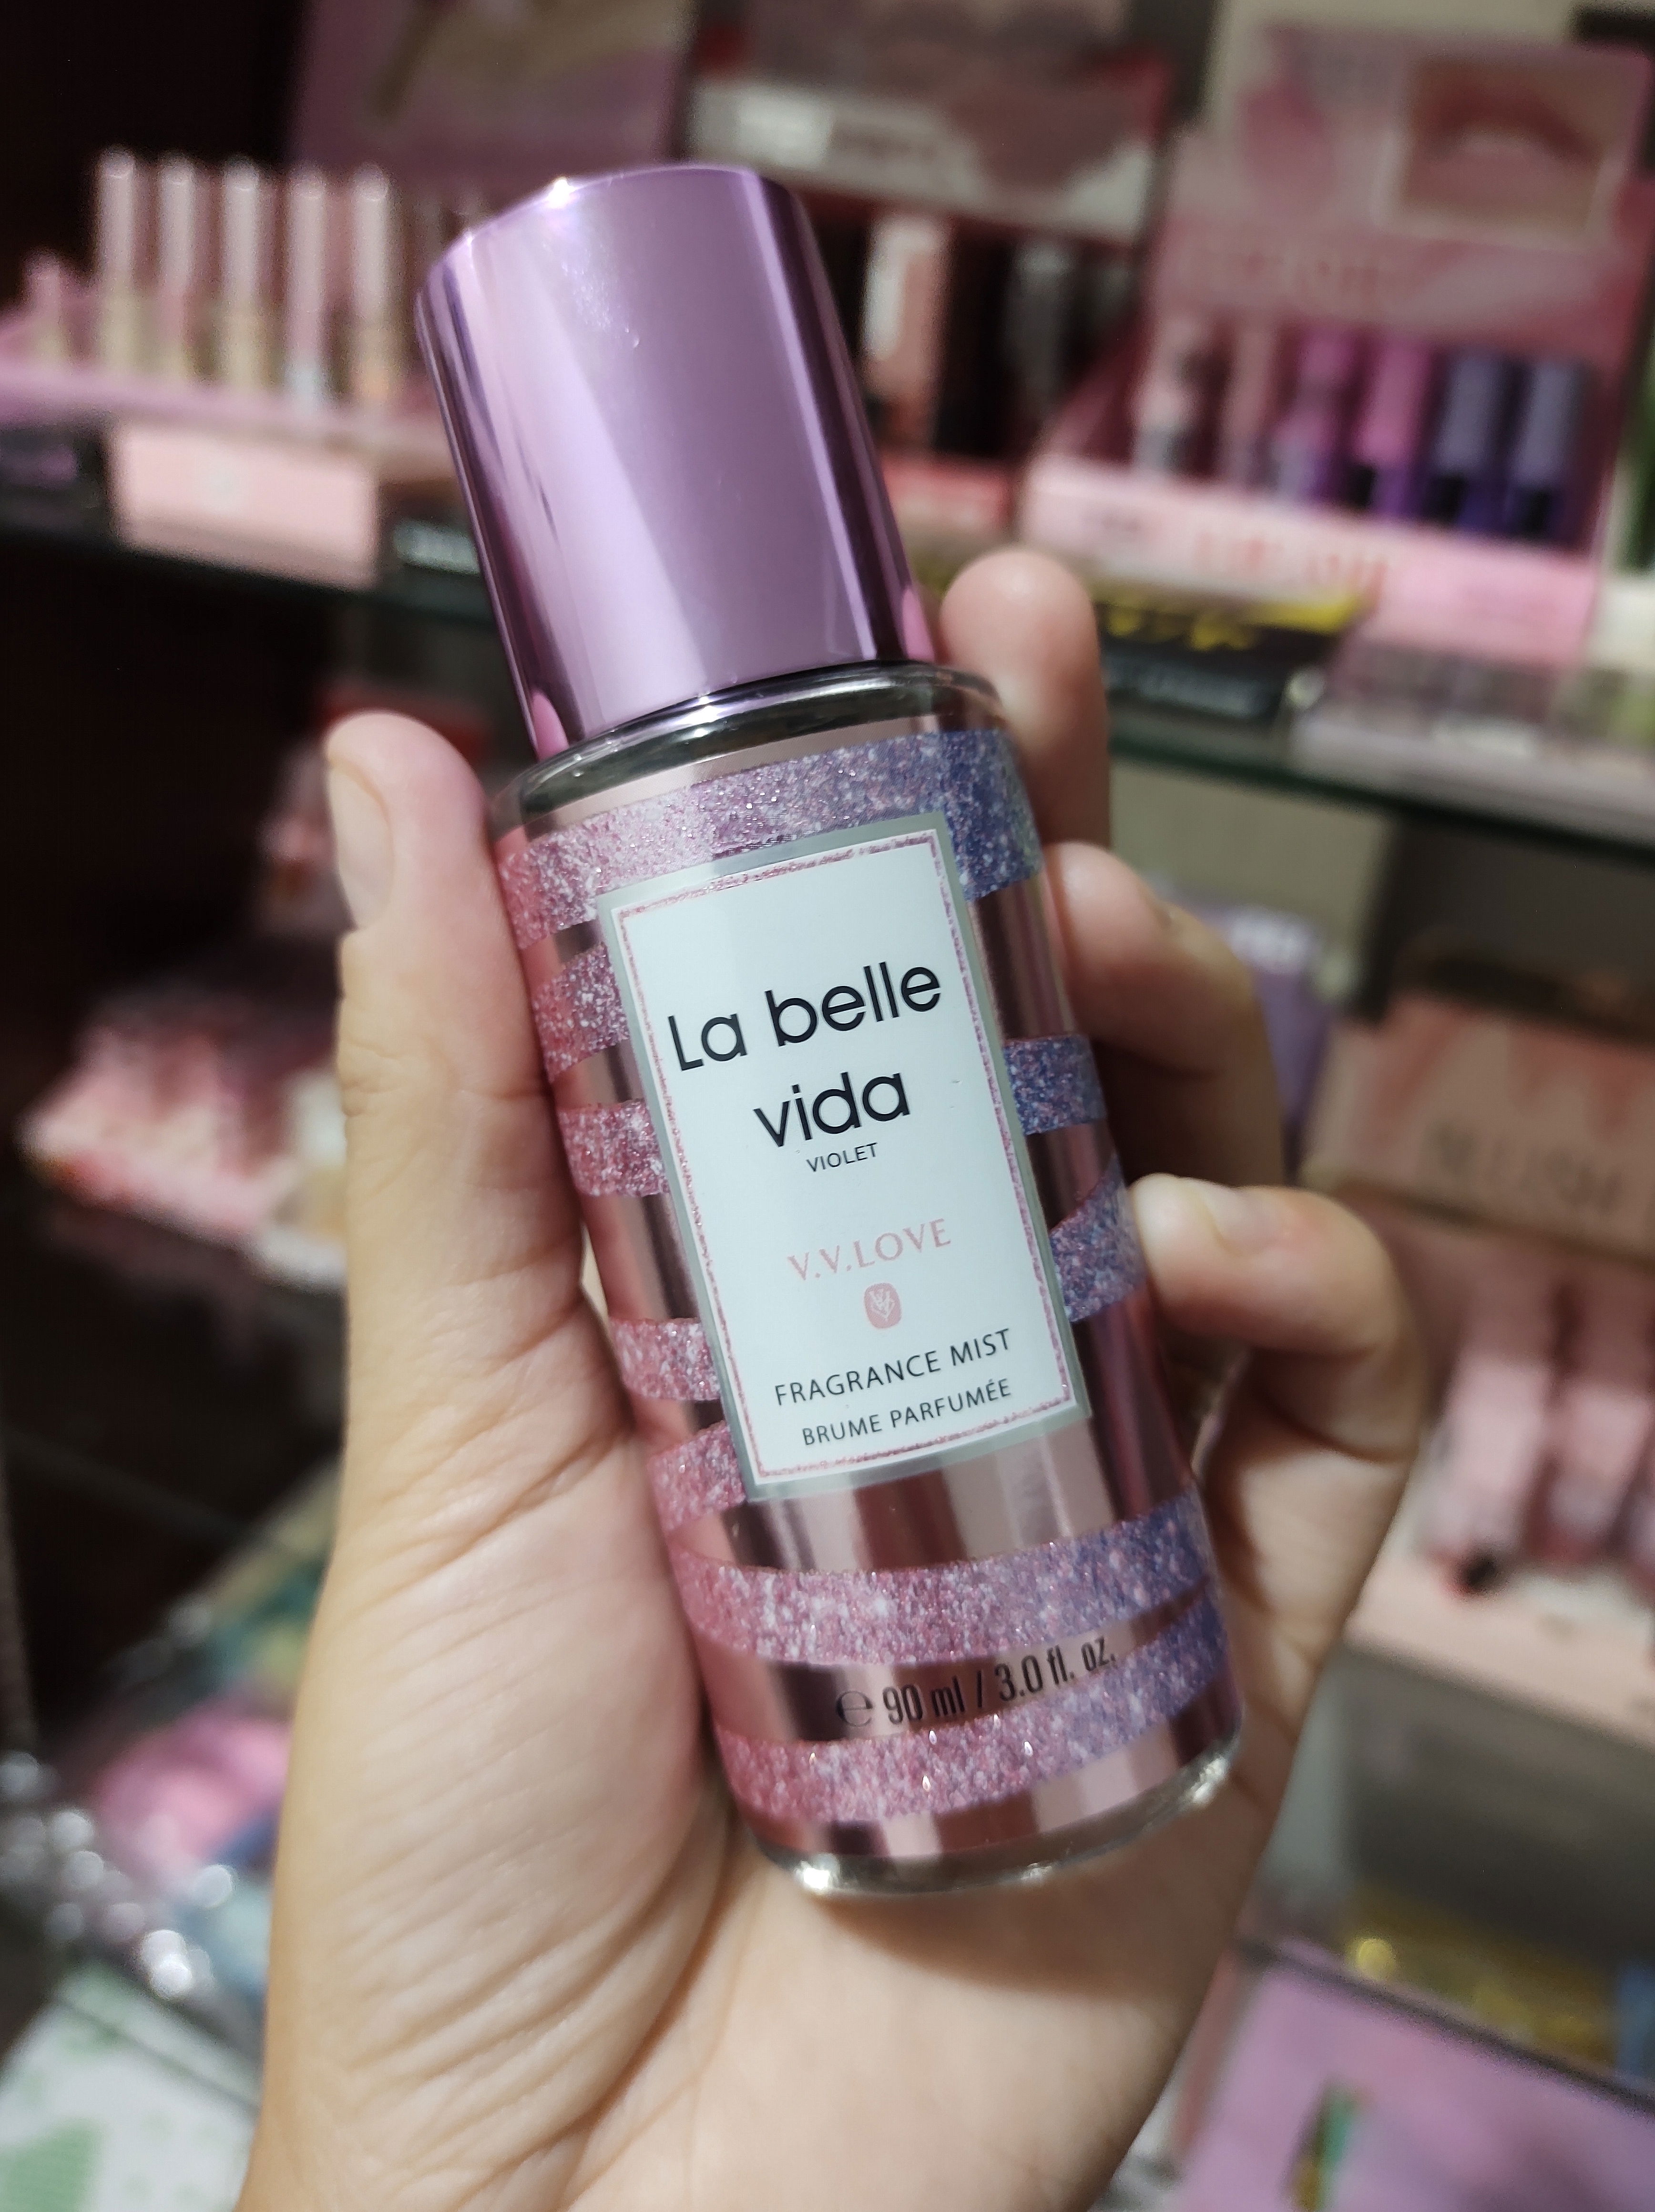 La belle
vida
VIOLET
V.V.LOVE
FRAGRANCE MIST
BRUME PARFUMÉE
℮ 90 ml / 3.0 fl. oz.